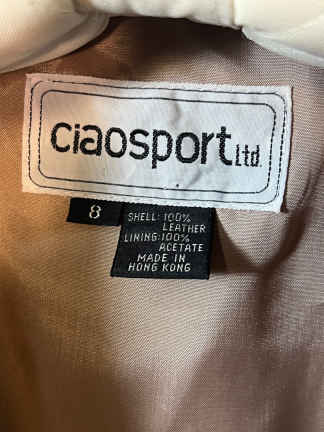 ciaosport Ltd.
8
SHELL: 100%
LEATHER
LINING: 100%
ACETATE
MADE IN
HONG KONG